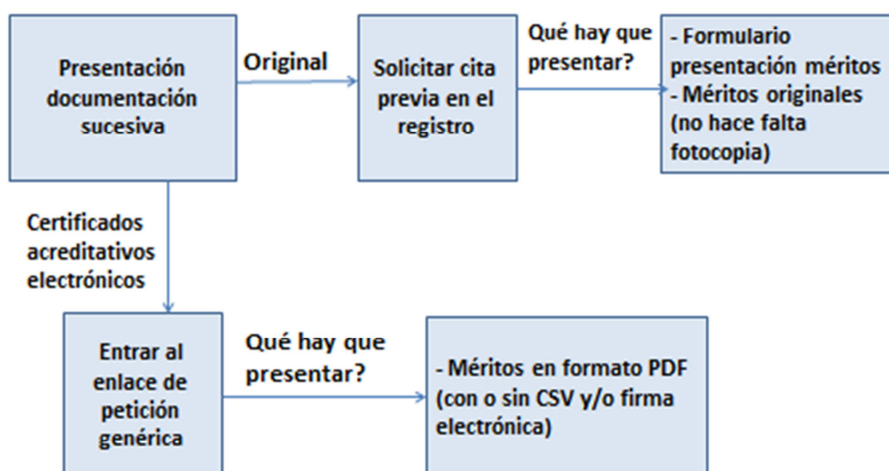 Presentación
documentación
sucesiva
Original
Solicitar cita
previa en el
registro
Qué hay que
presentar?
- Formulario
presentación méritos
- Méritos originales
(no hace falta
fotocopia)
Certificados
acreditativos
electrónicos
Entrar al
enlace de
petición
genérica
Qué hay que
presentar?
- Méritos en formato PDF
(con o sin CSV y/o firma
electrónica)